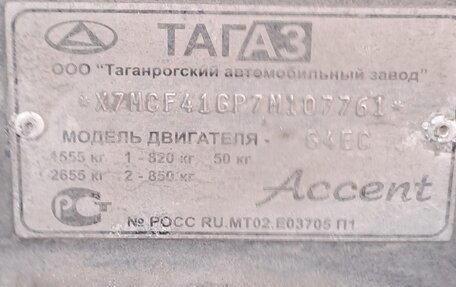 ТАГАЗ
ООО "Таганрогский автомобильный завод"
*X7MCF41GP7M107761*
МОДЕЛЬ ДВИГАТЕЛЯ - G4EC
1555 кг 1 - 820 кг 50 кг
2655 кг 2 - 850 кг
Accent
РСТ
№ РОСС RU.MT02.E03705 П1